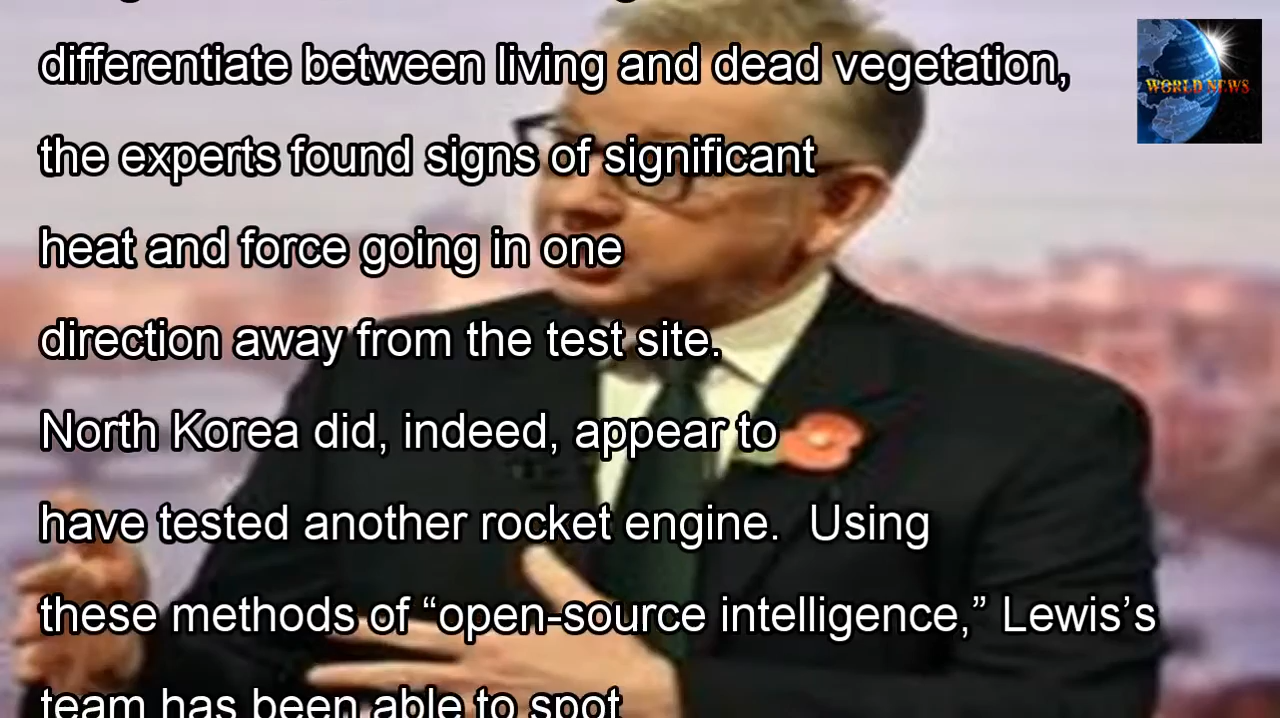 differentiate between living and dead vegetation,
WORLD NEWS
the experts found signs of significant
heat and force going in one
direction away from the test site.
North Korea did, indeed, appear to
have tested another rocket engine.  Using
these methods of “open-source intelligence,” Lewis’s
team has been able to spot